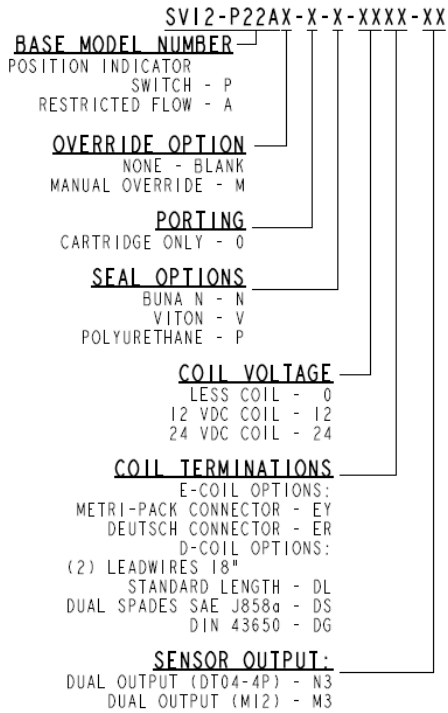 SV12-P22AX-X-X-XXXX-XX
BASE MODEL NUMBER
POSITION INDICATOR
SWITCH - P
RESTRICTED FLOW - A
OVERRIDE OPTION
NONE - BLANK
MANUAL OVERRIDE - M
PORTING
CARTRIDGE ONLY - 0
SEAL OPTIONS
BUNA N - N
VITON - V
POLYURETHANE - P
COIL VOLTAGE
LESS COIL - 0
12 VDC COIL - 12
24 VDC COIL - 24
COIL TERMINATIONS
E-COIL OPTIONS:
METRI-PACK CONNECTOR - EY
DEUTSCH CONNECTOR - ER
D-COIL OPTIONS:
(2) LEADWIRES 18"
STANDARD LENGTH - DL
DUAL SPADES SAE J858a - DS
DIN 43650 - DG
SENSOR OUTPUT:
DUAL OUTPUT (DT04-4P) - N3
DUAL OUTPUT (M12) - M3